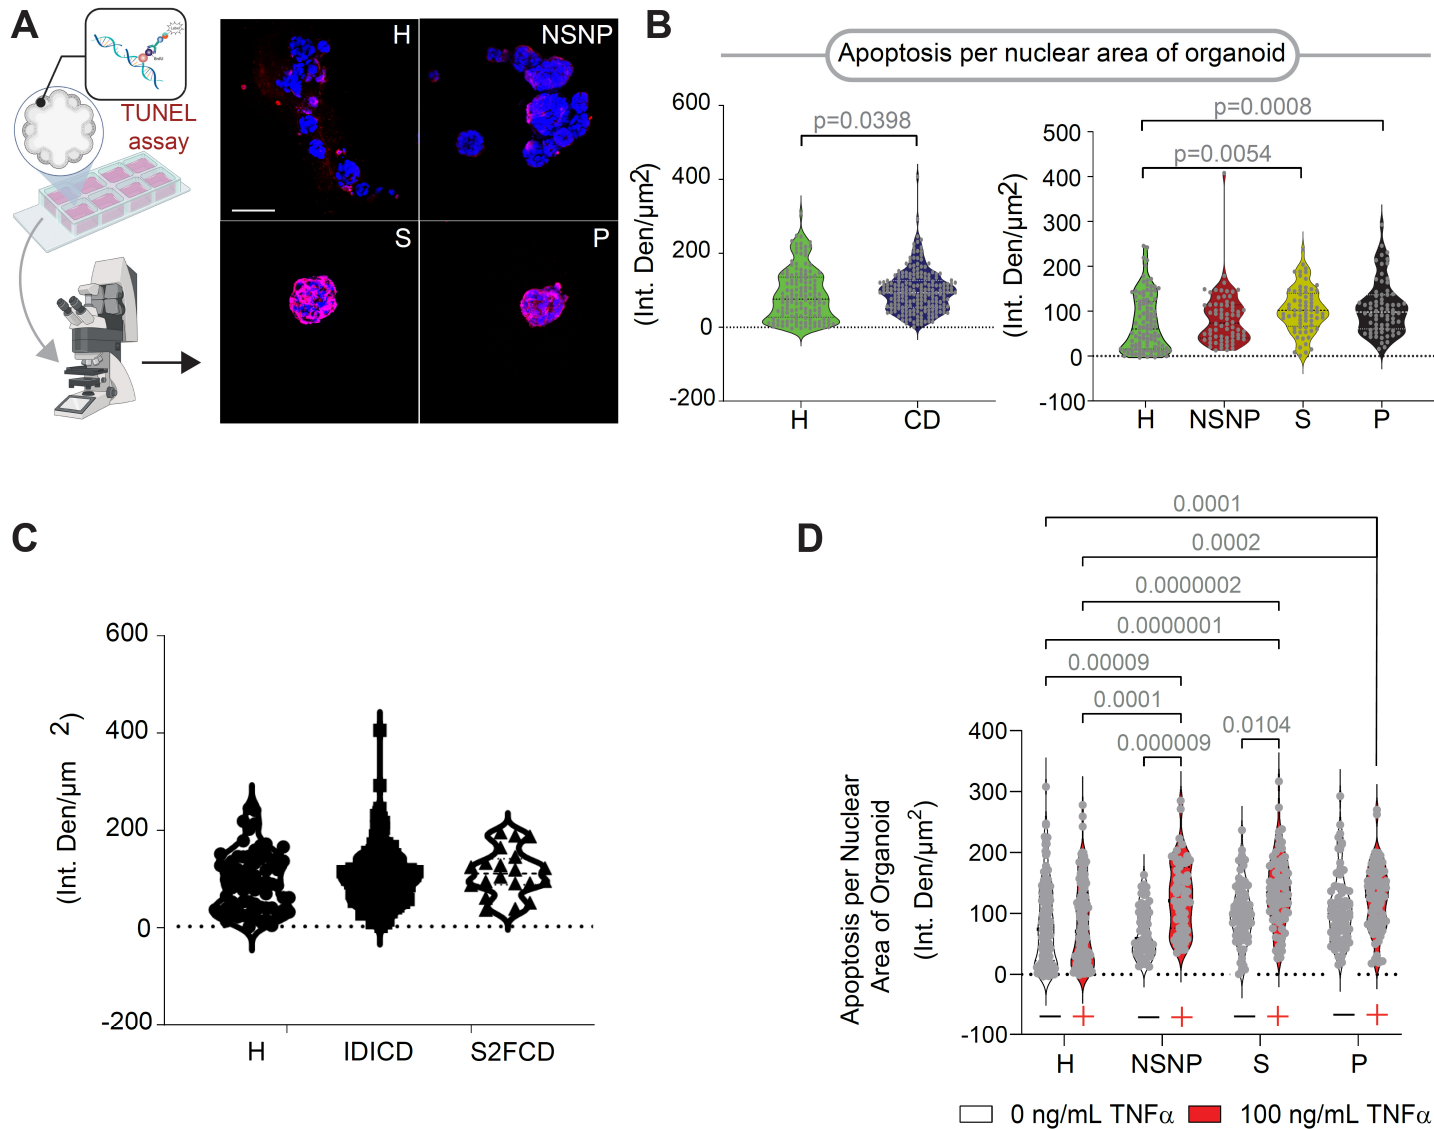 A
Label
BrdU
TUNEL
assay
H
NSNP
S
P
B
Apoptosis per nuclear area of organoid
600
400
200
0
-200
(Int. Den/µm2)
p=0.0398
H
CD
500
400
300
200
100
0
-100
(Int. Den/µm2)
p=0.0008
p=0.0054
H
NSNP
S
P
C
600
400
200
0
-200
(Int. Den/µm 2)
H
IDICD
S2FCD
D
0.0001
0.0002
0.0000002
0.0000001
0.00009
0.0001
0.000009
0.0104
400
300
200
100
0
-100
Apoptosis per Nuclear
Area of Organoid
(Int. Den/µm2)
− + − + − + − +
H
NSNP
S
P
0 ng/mL TNFα
100 ng/mL TNFα